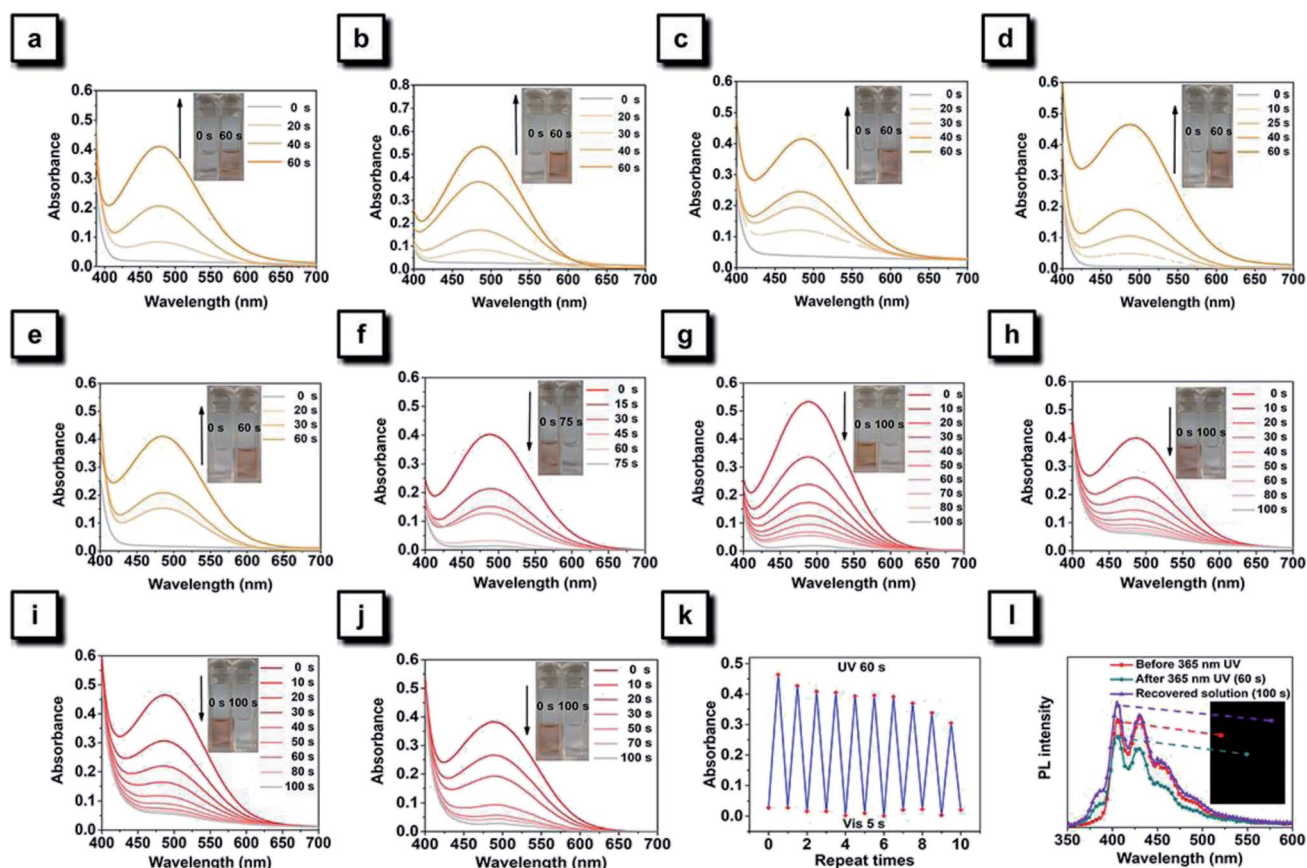 a
0.6
0.5
0.4
0.3
0.2
0.1
0.0
Absorbance
400 450 500 550 600 650 700
Wavelength (nm)
0 s 60 s
0 s
20 s
40 s
60 s
b
0.8
0.7
0.6
0.5
0.4
0.3
0.2
0.1
0.0
Absorbance
400 450 500 550 600 650 700
Wavelength (nm)
0 s 60 s
0 s
20 s
30 s
40 s
60 s
c
0.6
0.5
0.4
0.3
0.2
0.1
0.0
Absorbance
400 450 500 550 600 650 700
Wavelength (nm)
0 s 60 s
0 s
20 s
30 s
40 s
60 s
d
0.6
0.5
0.4
0.3
0.2
0.1
0.0
Absorbance
400 450 500 550 600 650 700
Wavelength (nm)
0 s 60 s
0 s
10 s
25 s
40 s
60 s
e
0.6
0.5
0.4
0.3
0.2
0.1
0.0
Absorbance
400 450 500 550 600 650 700
Wavelength (nm)
0 s 60 s
0 s
20 s
30 s
60 s
f
0.6
0.5
0.4
0.3
0.2
0.1
0.0
Absorbance
400 450 500 550 600 650 700
Wavelength (nm)
0 s 75 s
0 s
15 s
30 s
45 s
60 s
75 s
g
0.6
0.5
0.4
0.3
0.2
0.1
0.0
Absorbance
400 450 500 550 600 650 700
Wavelength (nm)
0 s 100 s
0 s
10 s
20 s
30 s
40 s
50 s
60 s
70 s
80 s
100 s
h
0.6
0.5
0.4
0.3
0.2
0.1
0.0
Absorbance
400 450 500 550 600 650 700
Wavelength (nm)
0 s 100 s
0 s
10 s
20 s
30 s
40 s
50 s
60 s
80 s
100 s
i
0.6
0.5
0.4
0.3
0.2
0.1
0.0
Absorbance
400 450 500 550 600 650 700
Wavelength (nm)
0 s 100 s
0 s
10 s
20 s
30 s
40 s
50 s
60 s
80 s
100 s
j
0.6
0.5
0.4
0.3
0.2
0.1
0.0
Absorbance
400 450 500 550 600 650 700
Wavelength (nm)
0 s 100 s
0 s
10 s
20 s
30 s
50 s
70 s
100 s
k
0.5
0.4
0.3
0.2
0.1
0.0
Absorbance
UV 60 s
Vis 5 s
0 2 4 6 8 10
Repeat times
l
PL intensity
Before 365 nm UV
After 365 nm UV (60 s)
Recovered solution (100 s)
350 400 450 500 550 60
Wavelength (nm)